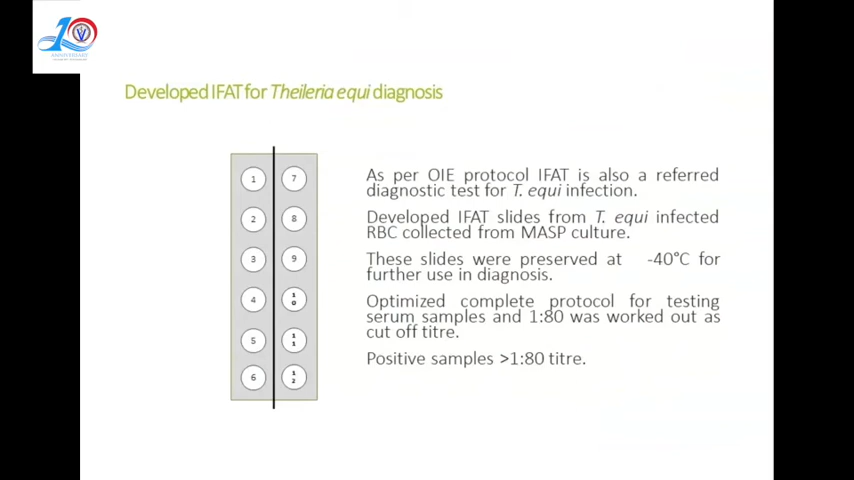 10
ANNIVERSARY
Developed IFAT for Theileria equi diagnosis
1 7
2 8
3 9
4 10
5 11
6 12
As per OIE protocol IFAT is also a referred
diagnostic test for T. equi infection.
Developed IFAT slides from T. equi infected
RBC collected from MASP culture.
These slides were preserved at -40°C for
further use in diagnosis.
Optimized complete protocol for testing
serum samples and 1:80 was worked out as
cut off titre.
Positive samples >1:80 titre.